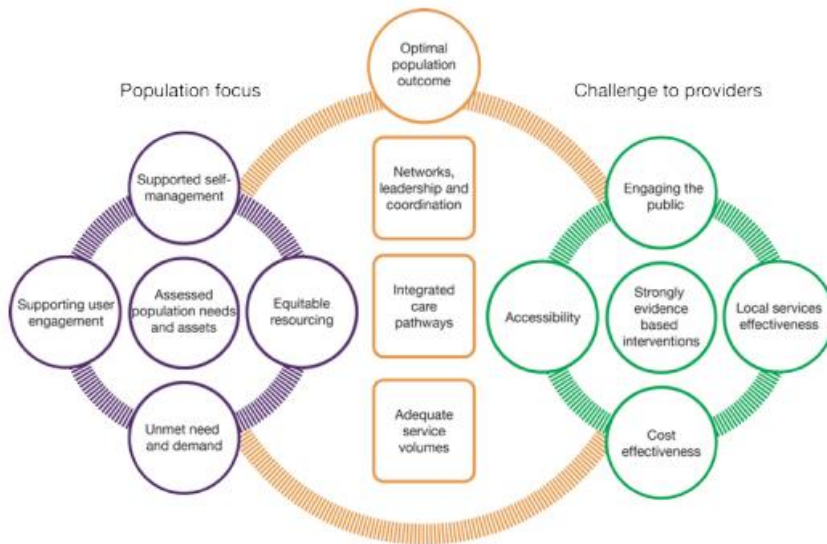 Optimal
population
outcome
Population focus
Challenge to providers
Supported self-
management
Networks,
leadership and
coordination
Engaging the
public
Supporting user
engagement
Assessed
population needs
and assets
Equitable
resourcing
Integrated
care
pathways
Accessibility
Strongly
evidence
based
interventions
Local services
effectiveness
Unmet need
and demand
Adequate
service
volumes
Cost
effectiveness